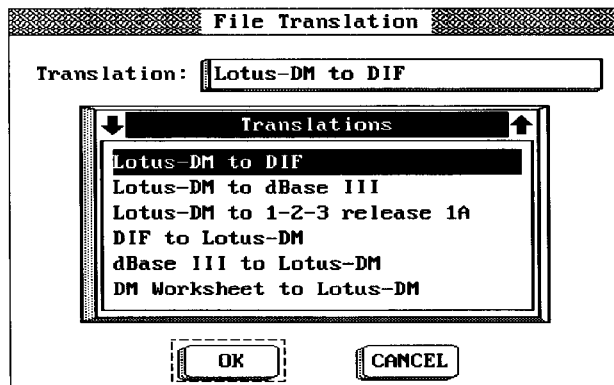 File Translation
Translation: Lotus-DM to DIF
Translations
Lotus-DM to DIF
Lotus-DM to dBase III
Lotus-DM to 1-2-3 release 1A
DIF to Lotus-DM
dBase III to Lotus-DM
DM Worksheet to Lotus-DM
OK CANCEL